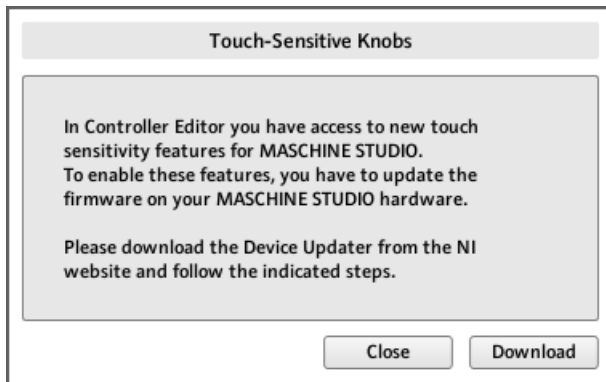 Touch-Sensitive Knobs
In Controller Editor you have access to new touch
sensitivity features for MASCHINE STUDIO.
To enable these features, you have to update the
firmware on your MASCHINE STUDIO hardware.
Please download the Device Updater from the NI
website and follow the indicated steps.
Close
Download